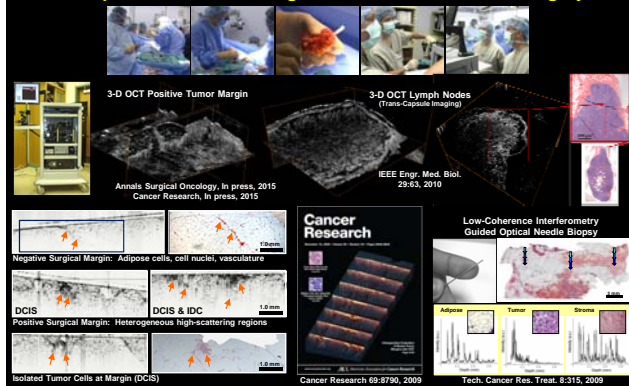 3-D OCT Positive Tumor Margin
3-D OCT Lymph Nodes
(Trans-Capsule Imaging)
IEEE Engr. Med. Biol.
29:63, 2010
Annals Surgical Oncology, In press, 2015
Cancer Research, In press, 2015
1.0 mm
Negative Surgical Margin: Adipose cells, cell nuclei, vasculature
DCIS
DCIS & IDC
1.0 mm
Positive Surgical Margin: Heterogeneous high-scattering regions
Isolated Tumor Cells at Margin (DCIS)
1.0 mm
Cancer
Research
Cancer Research 69:8790, 2009
Low-Coherence Interferometry
Guided Optical Needle Biopsy
Adipose
Tumor
Stroma
Tech. Cancer Res. Treat. 8:315, 2009